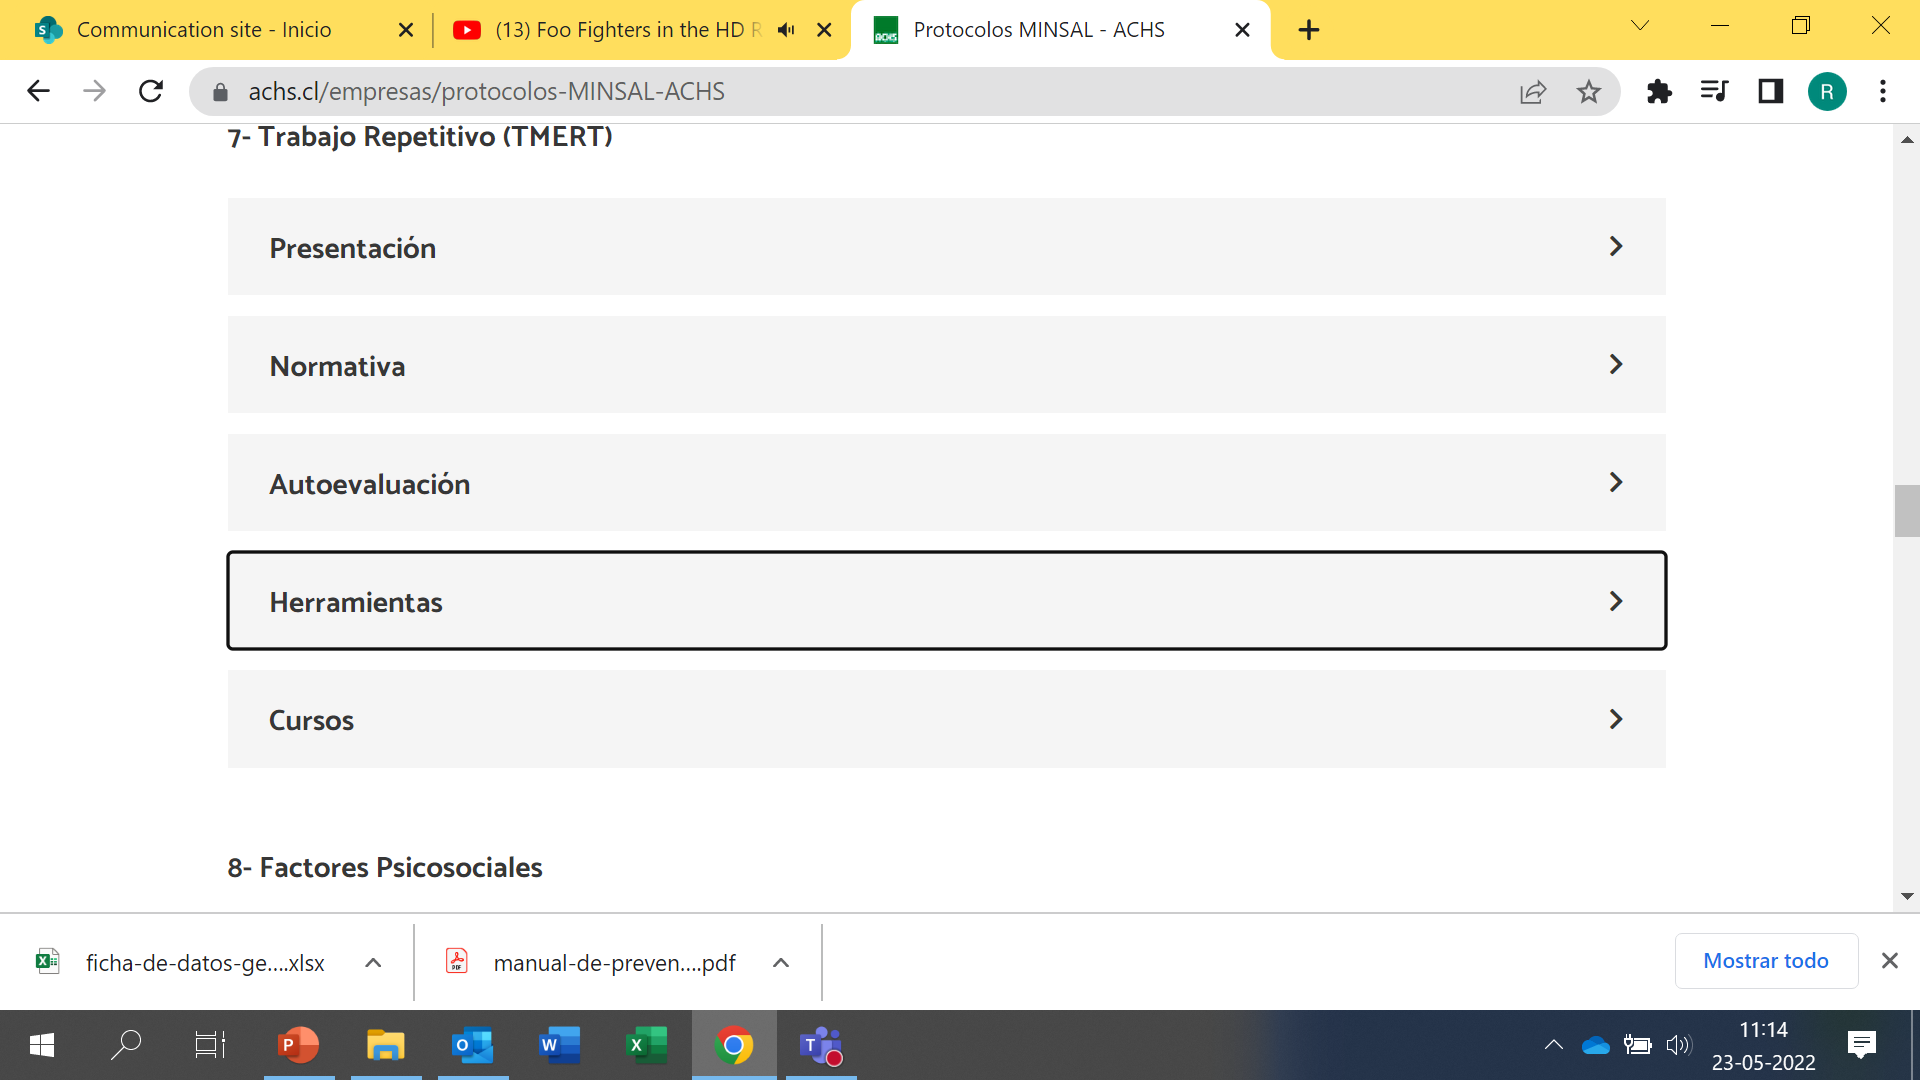 Communication site - Inicio
(13) Foo Fighters in the HD R
Protocolos MINSAL - ACHS
achs.cl/empresas/protocolos-MINSAL-ACHS
R
7- Trabajo Repetitivo (TMERT)
Presentación
Normativa
Autoevaluación
Herramientas
Cursos
8- Factores Psicosociales
ficha-de-datos-ge....xlsx
manual-de-preven....pdf
Mostrar todo
11:14
23-05-2022